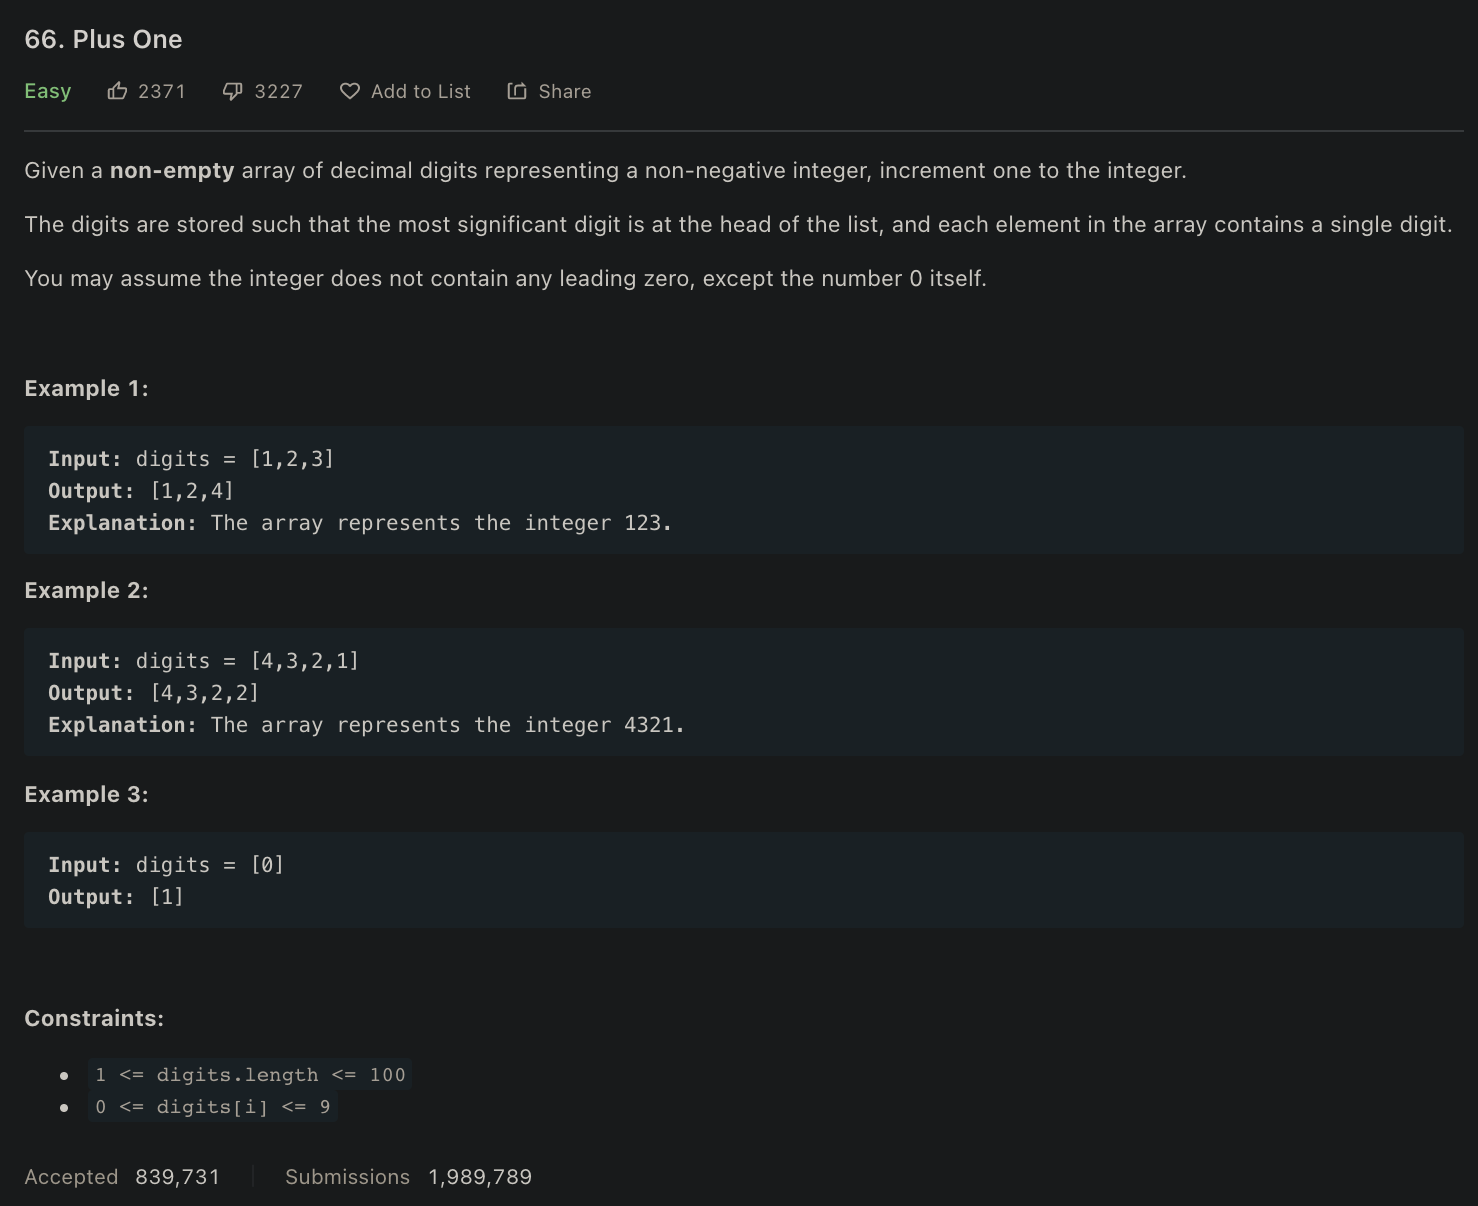 66. Plus One
Easy 2371 3227 Add to List Share
Given a non-empty array of decimal digits representing a non-negative integer, increment one to the integer.
The digits are stored such that the most significant digit is at the head of the list, and each element in the array contains a single digit.
You may assume the integer does not contain any leading zero, except the number 0 itself.
Example 1:
Input: digits = [1,2,3]
Output: [1,2,4]
Explanation: The array represents the integer 123.
Example 2:
Input: digits = [4,3,2,1]
Output: [4,3,2,2]
Explanation: The array represents the integer 4321.
Example 3:
Input: digits = [0]
Output: [1]
Constraints:
1 <= digits.length <= 100
0 <= digits[i] <= 9
Accepted 839,731 Submissions 1,989,789